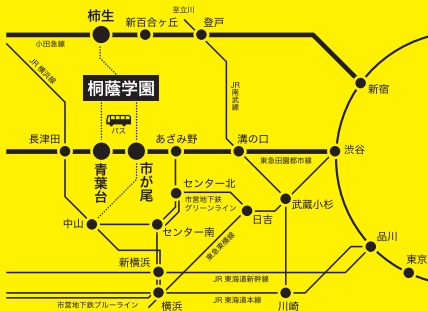 至立川
柿生
新百合ヶ丘
登戸
小田急線
JR 横浜線
桐蔭学園
JR南武線
新宿
バス
長津田
あざみ野
溝の口
渋谷
東急田園都市線
青葉台
市が尾
センター北
市営地下鉄
グリーンライン
武蔵小杉
日吉
中山
センター南
東急東横線
品川
新横浜
東京
JR 東海道新幹線
市営地下鉄ブルーライン
横浜
JR 東海道本線
川崎